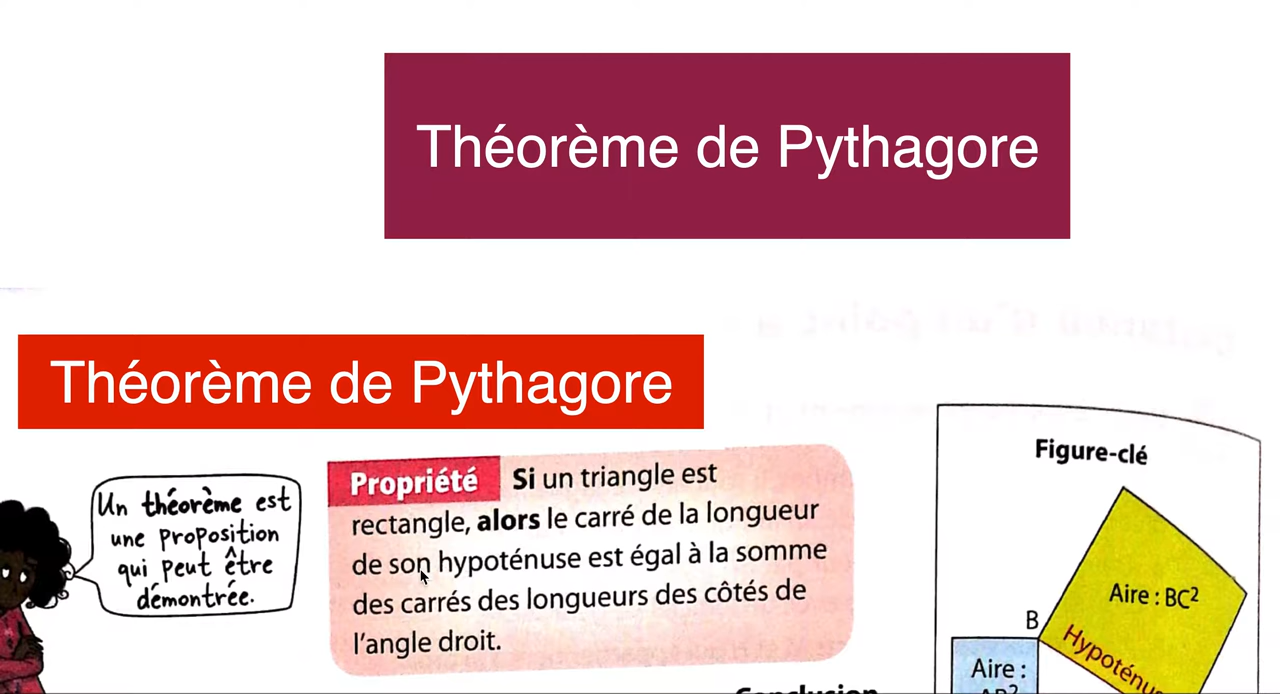 Théorème de Pythagore
Théorème de Pythagore
Un théorème est
une proposition
qui peut être
démontrée.
Propriété Si un triangle est
rectangle, alors le carré de la longueur
de son hypoténuse est égal à la somme
des carrés des longueurs des côtés de
l'angle droit.
Figure-clé
Aire : BC²
B
Aire :